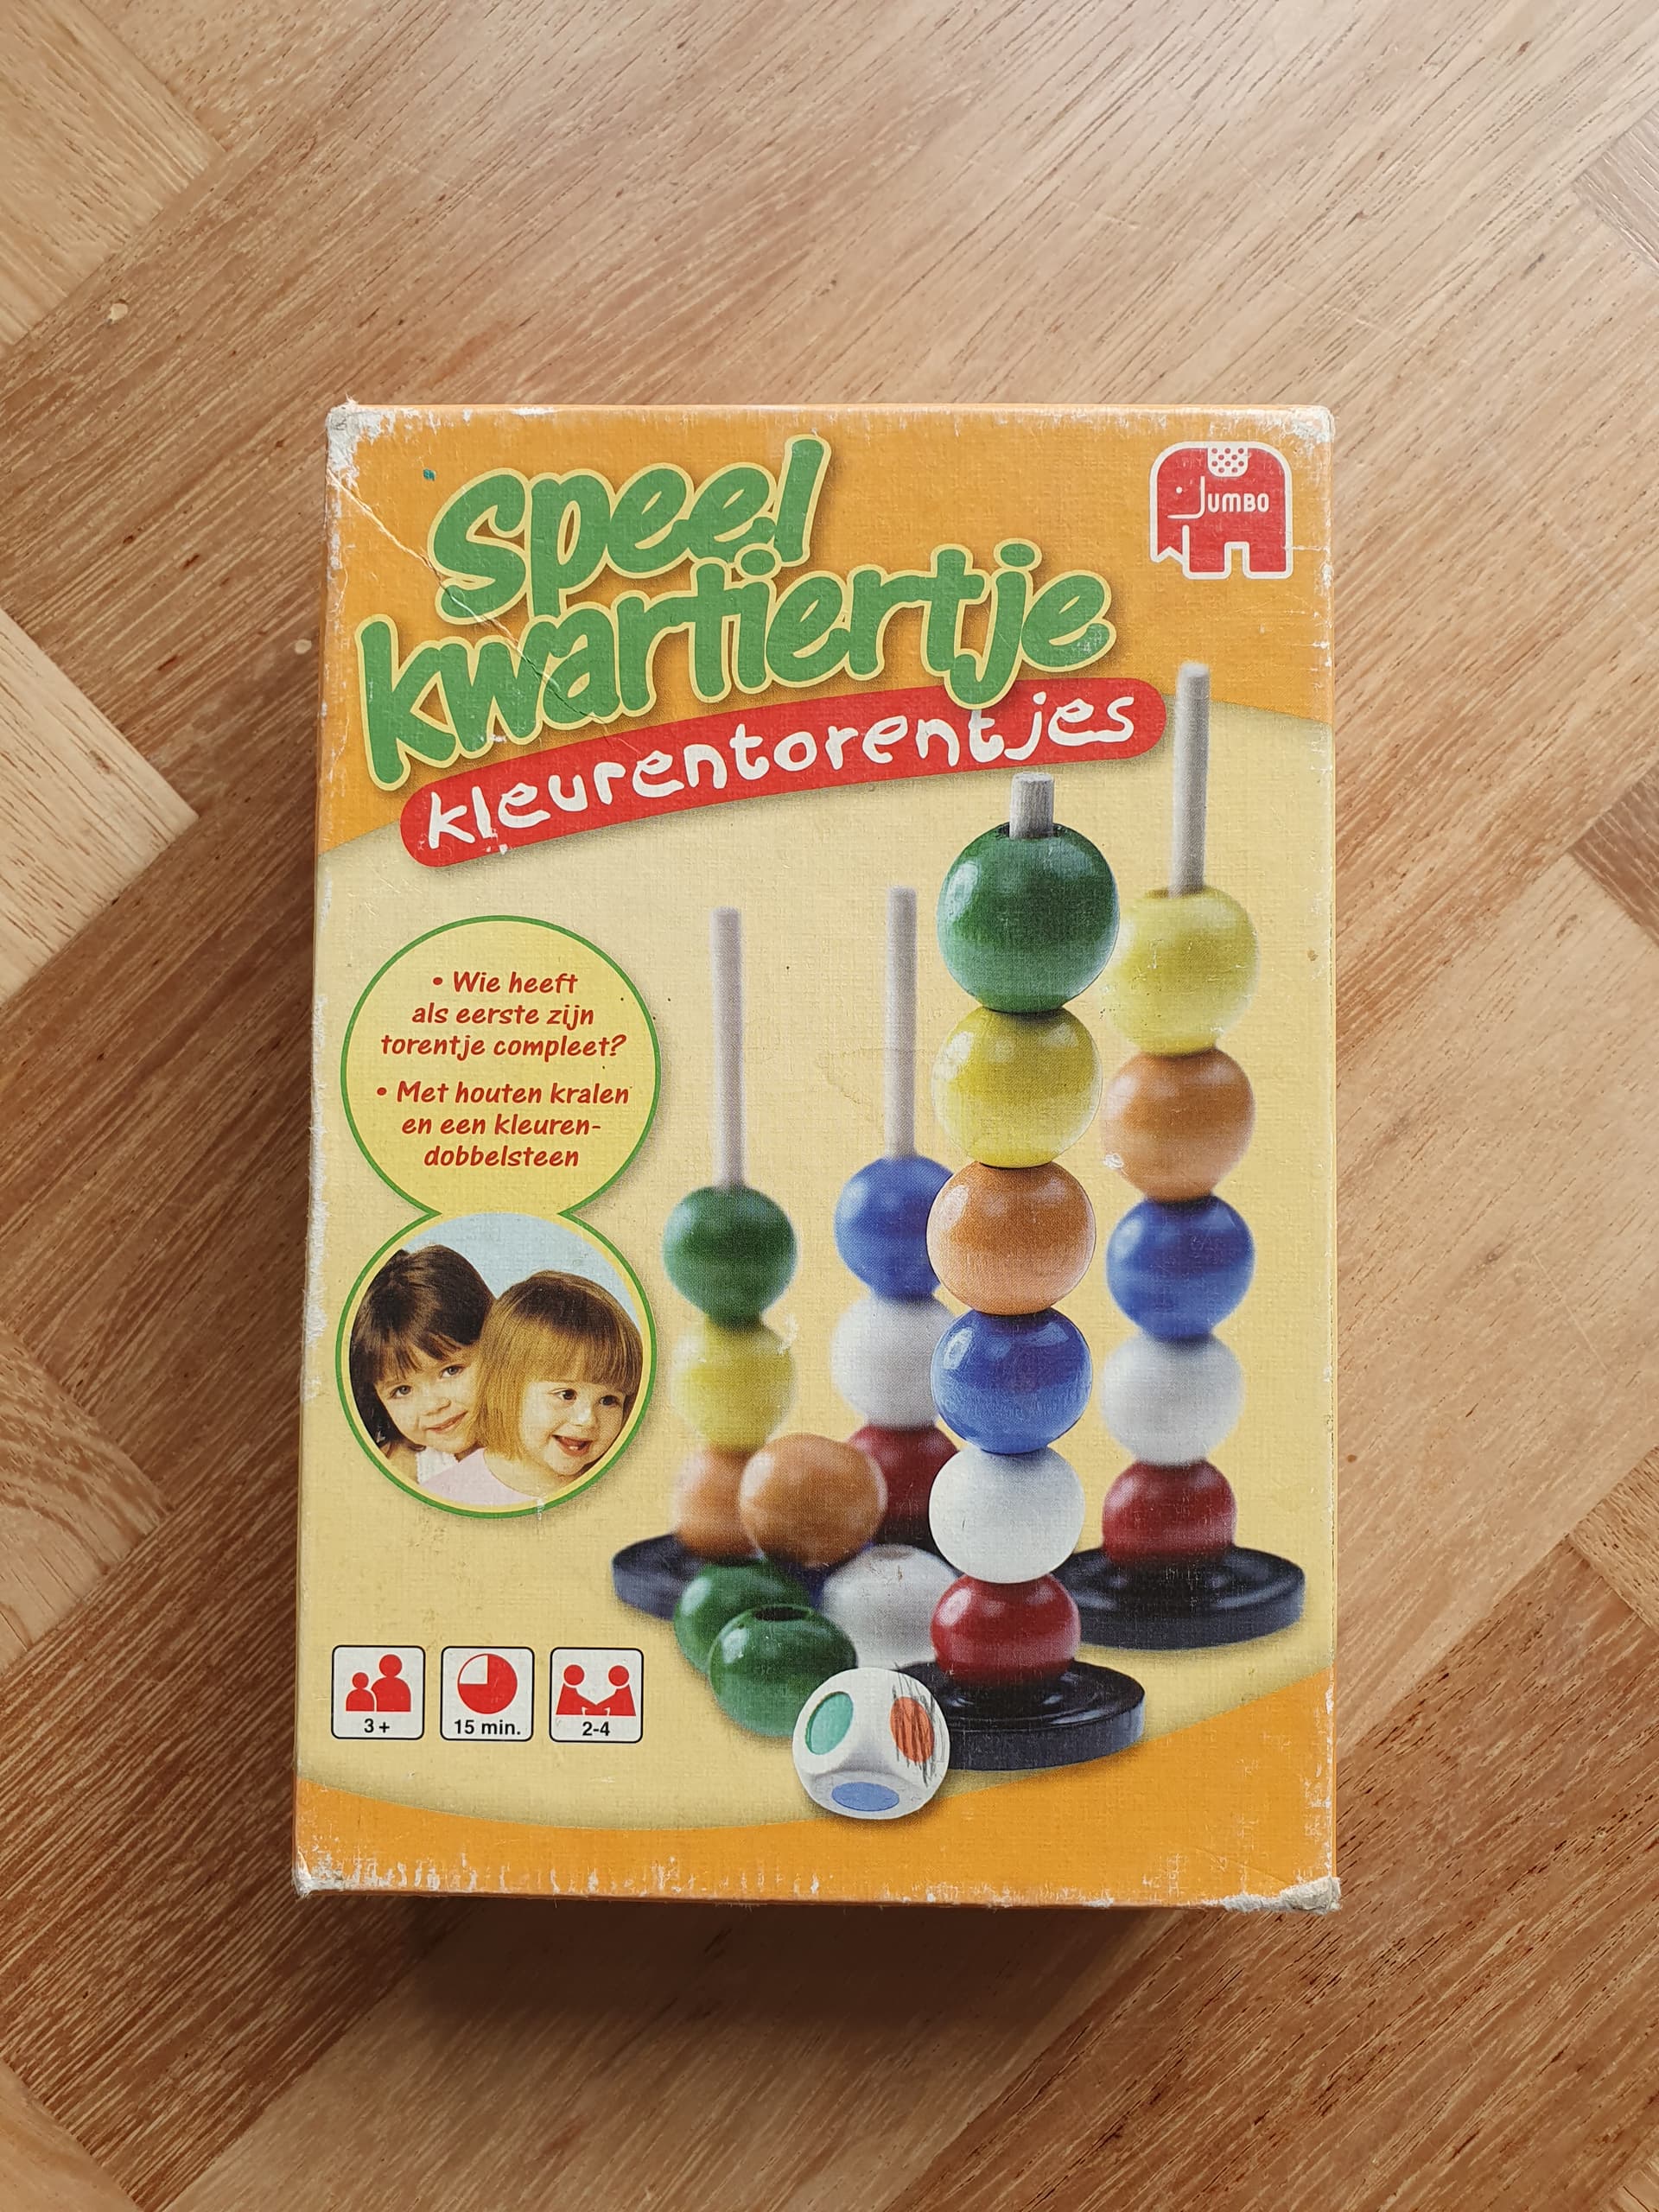 Speel
kwartiertje
kleurentorentjes
JUMBO
• Wie heeft
als eerste zijn
torentje compleet?
• Met houten kralen
en een kleuren-
dobbelsteen
3+
15 min.
2-4